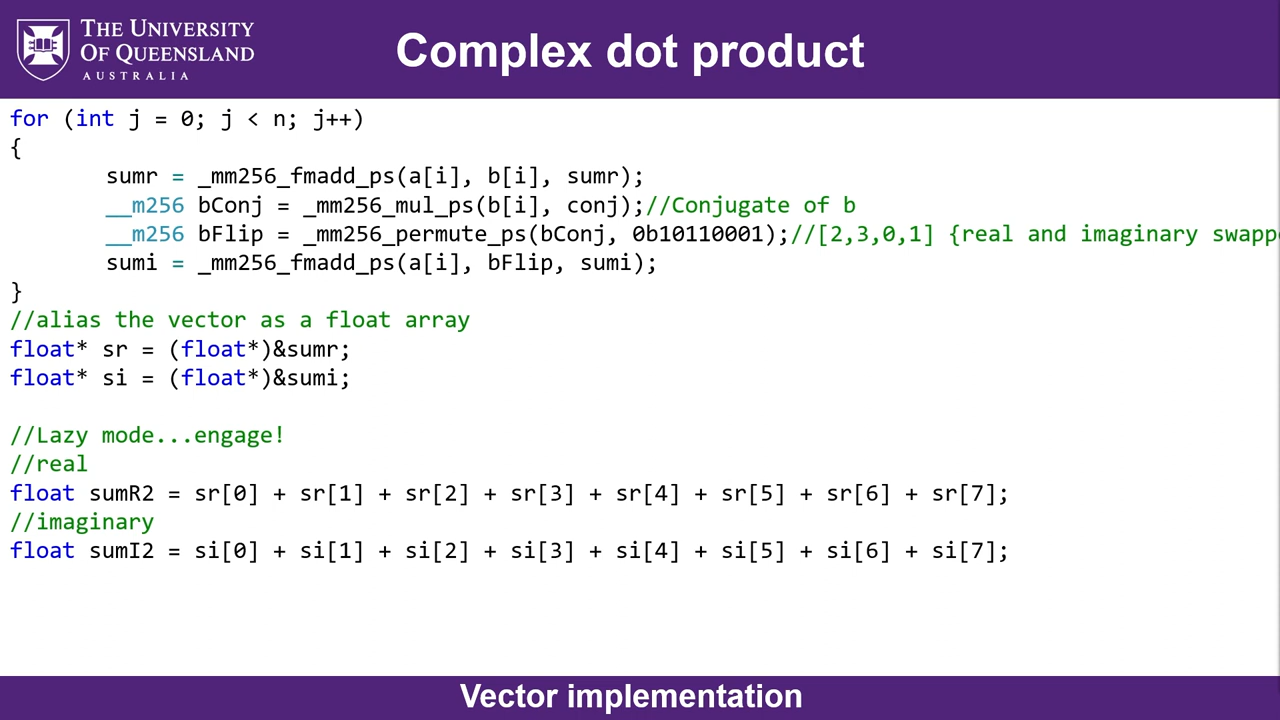 THE UNIVERSITY
OF QUEENSLAND
AUSTRALIA
Complex dot product
for (int j = 0; j < n; j++)
{
sumr = _mm256_fmadd_ps(a[i], b[i], sumr);
__m256 bConj = _mm256_mul_ps(b[i], conj);//Conjugate of b
__m256 bFlip = _mm256_permute_ps(bConj, 0b10110001);//[2,3,0,1] {real and imaginary swapp
sumi = _mm256_fmadd_ps(a[i], bFlip, sumi);
}
//alias the vector as a float array
float* sr = (float*)&sumr;
float* si = (float*)&sumi;
//Lazy mode...engage!
//real
float sumR2 = sr[0] + sr[1] + sr[2] + sr[3] + sr[4] + sr[5] + sr[6] + sr[7];
//imaginary
float sumI2 = si[0] + si[1] + si[2] + si[3] + si[4] + si[5] + si[6] + si[7];
Vector implementation